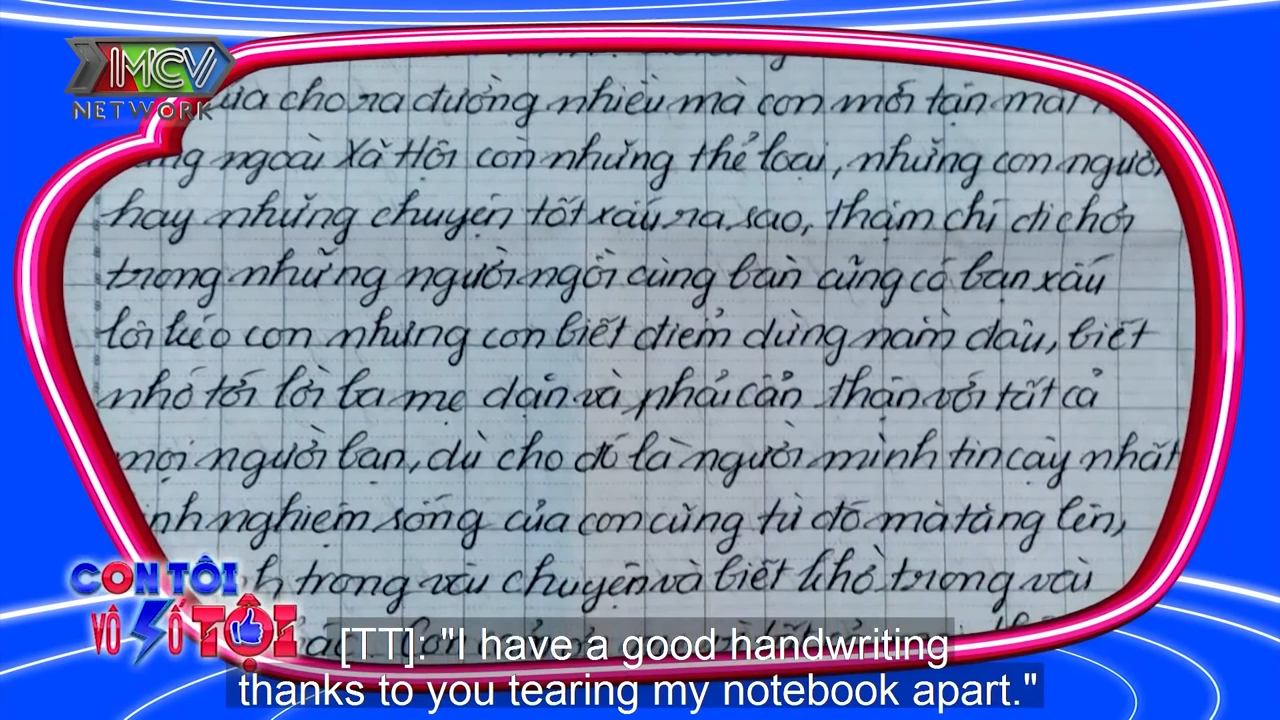 MCV
NETWORK
cho ra đường nhiều mà con mới tận mắt
ngoài Xã Hội còn những thể loại, những con người
hay những chuyện tốt xấu ra sao, thậm chí đi chơi
trong những người ngồi cùng bàn cũng có bạn xấu
lôi kéo con nhưng con biết điểm dừng nằm đâu, biết
nhớ tới lời ba mẹ dặn và phải cẩn thận với tất cả
mọi người bạn, dù cho đó là người mình tin cậy nhất
nghiệm sống của con cũng từ đó mà tăng lên,
trong vài chuyện và biết khờ trong vài
CON TÔI
VÔ SỐ TỘI
[TT]: "I have a good handwriting
thanks to you tearing my notebook apart."